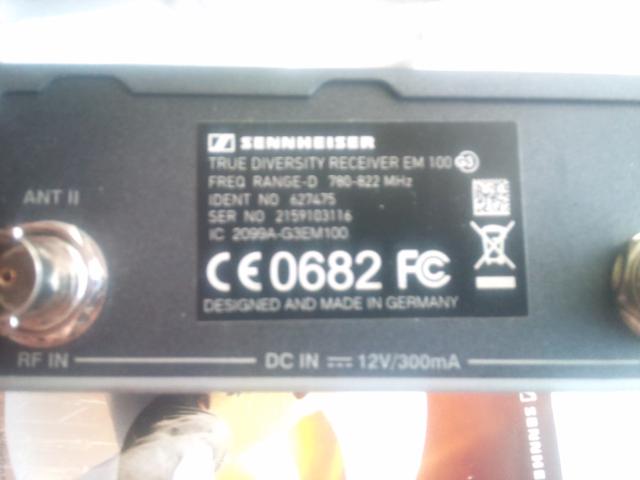 ANT II
SENNHEISER
TRUE DIVERSITY RECEIVER EM 100 G3
FREQ RANGE-D 780-822 MHz
IDENT NO 627475
SER NO 2159103116
IC 2099A-G3EM100
CE 0682 FC
DESIGNED AND MADE IN GERMANY
RF IN
DC IN 12V/300mA